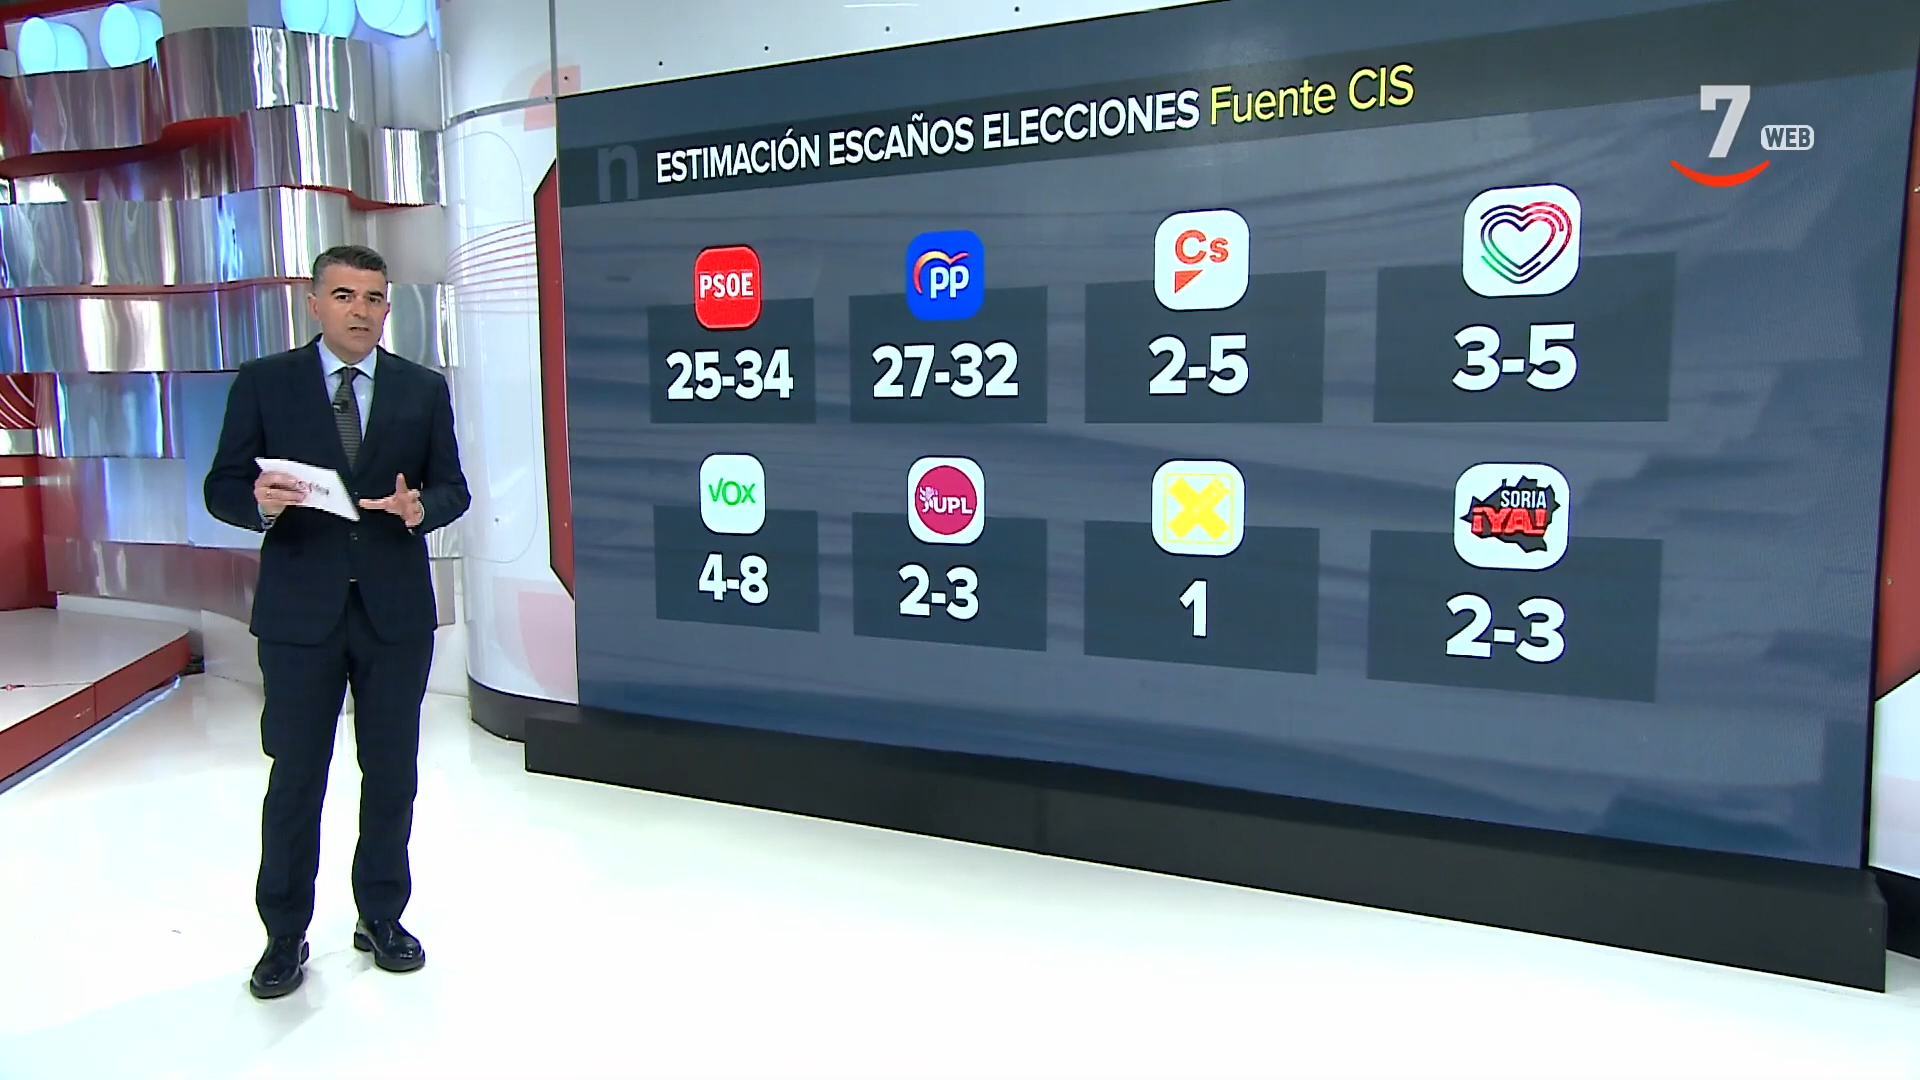 n ESTIMACIÓN ESCAÑOS ELECCIONES Fuente CIS
7 WEB
PSOE
PP
Cs
25-34
27-32
2-5
3-5
VOX
UPL
SORIA
¡YA!
4-8
2-3
1
2-3